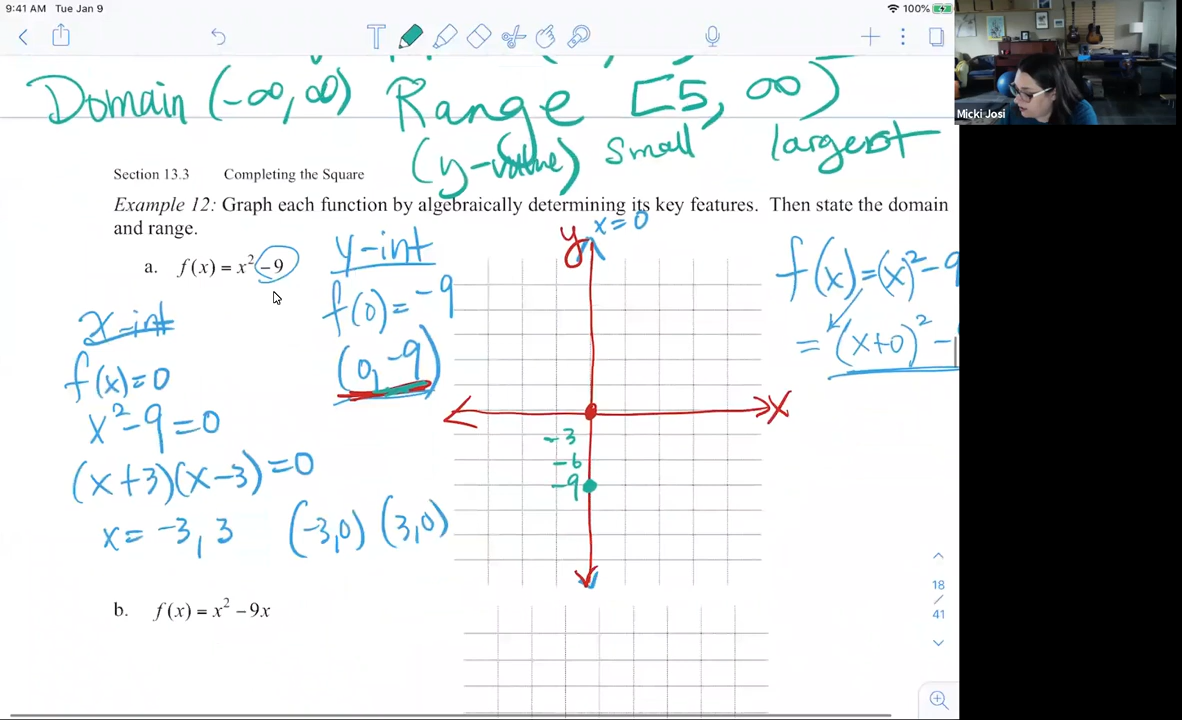 9:41 AM Tue Jan 9
100%
Domain (-∞, ∞) Range [5, ∞)
(y-value) small largest
Micki Josi
Section 13.3 Completing the Square
Example 12: Graph each function by algebraically determining its key features. Then state the domain
and range.
a. f(x) = x² - 9
y-int
f(0) = -9
(0, -9)
x-int
f(x) = 0
x² - 9 = 0
(x+3)(x-3) = 0
x = -3, 3 (-3,0) (3,0)
y
x = 0
x
-3
-6
-9
f(x) = (x)² - 9
= (x+0)² -
b. f(x) = x² - 9x
18
/
41